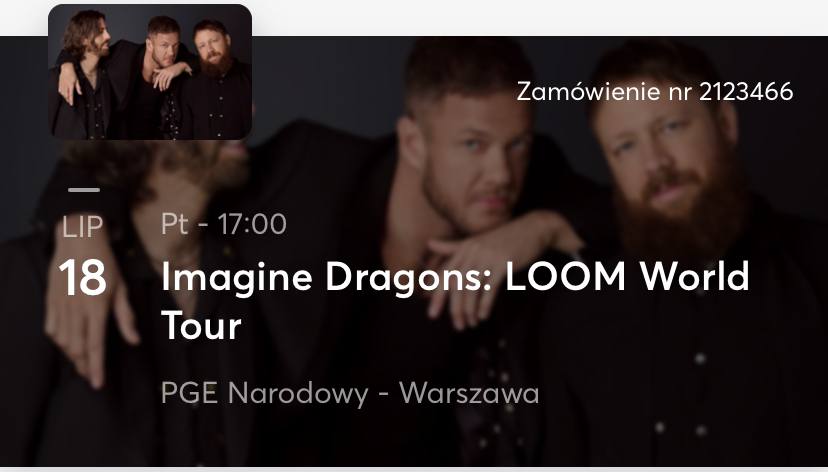 Zamówienie nr 2123466
LIP
18
Pt - 17:00
Imagine Dragons: LOOM World
Tour
PGE Narodowy - Warszawa